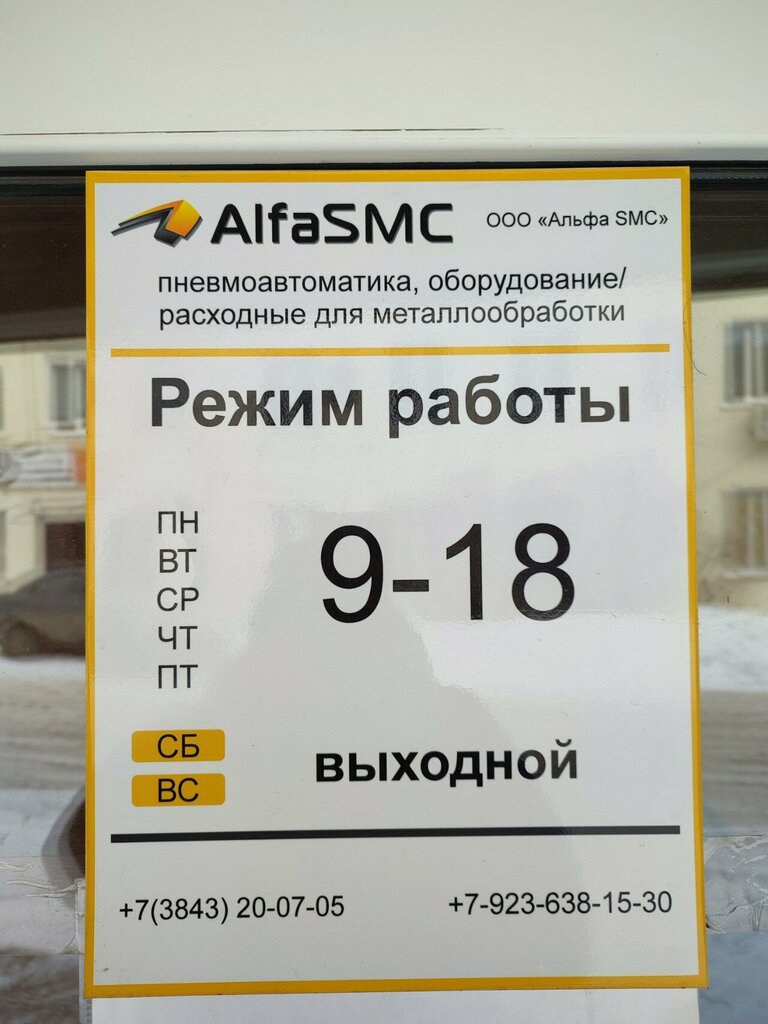 AlfaSMC ООО «Альфа SMC»
пневмоавтоматика, оборудование/
расходные для металлообработки
Режим работы
ПН
ВТ
СР
ЧТ
ПТ
9-18
СБ
ВС
выходной
+7(3843) 20-07-05 +7-923-638-15-30